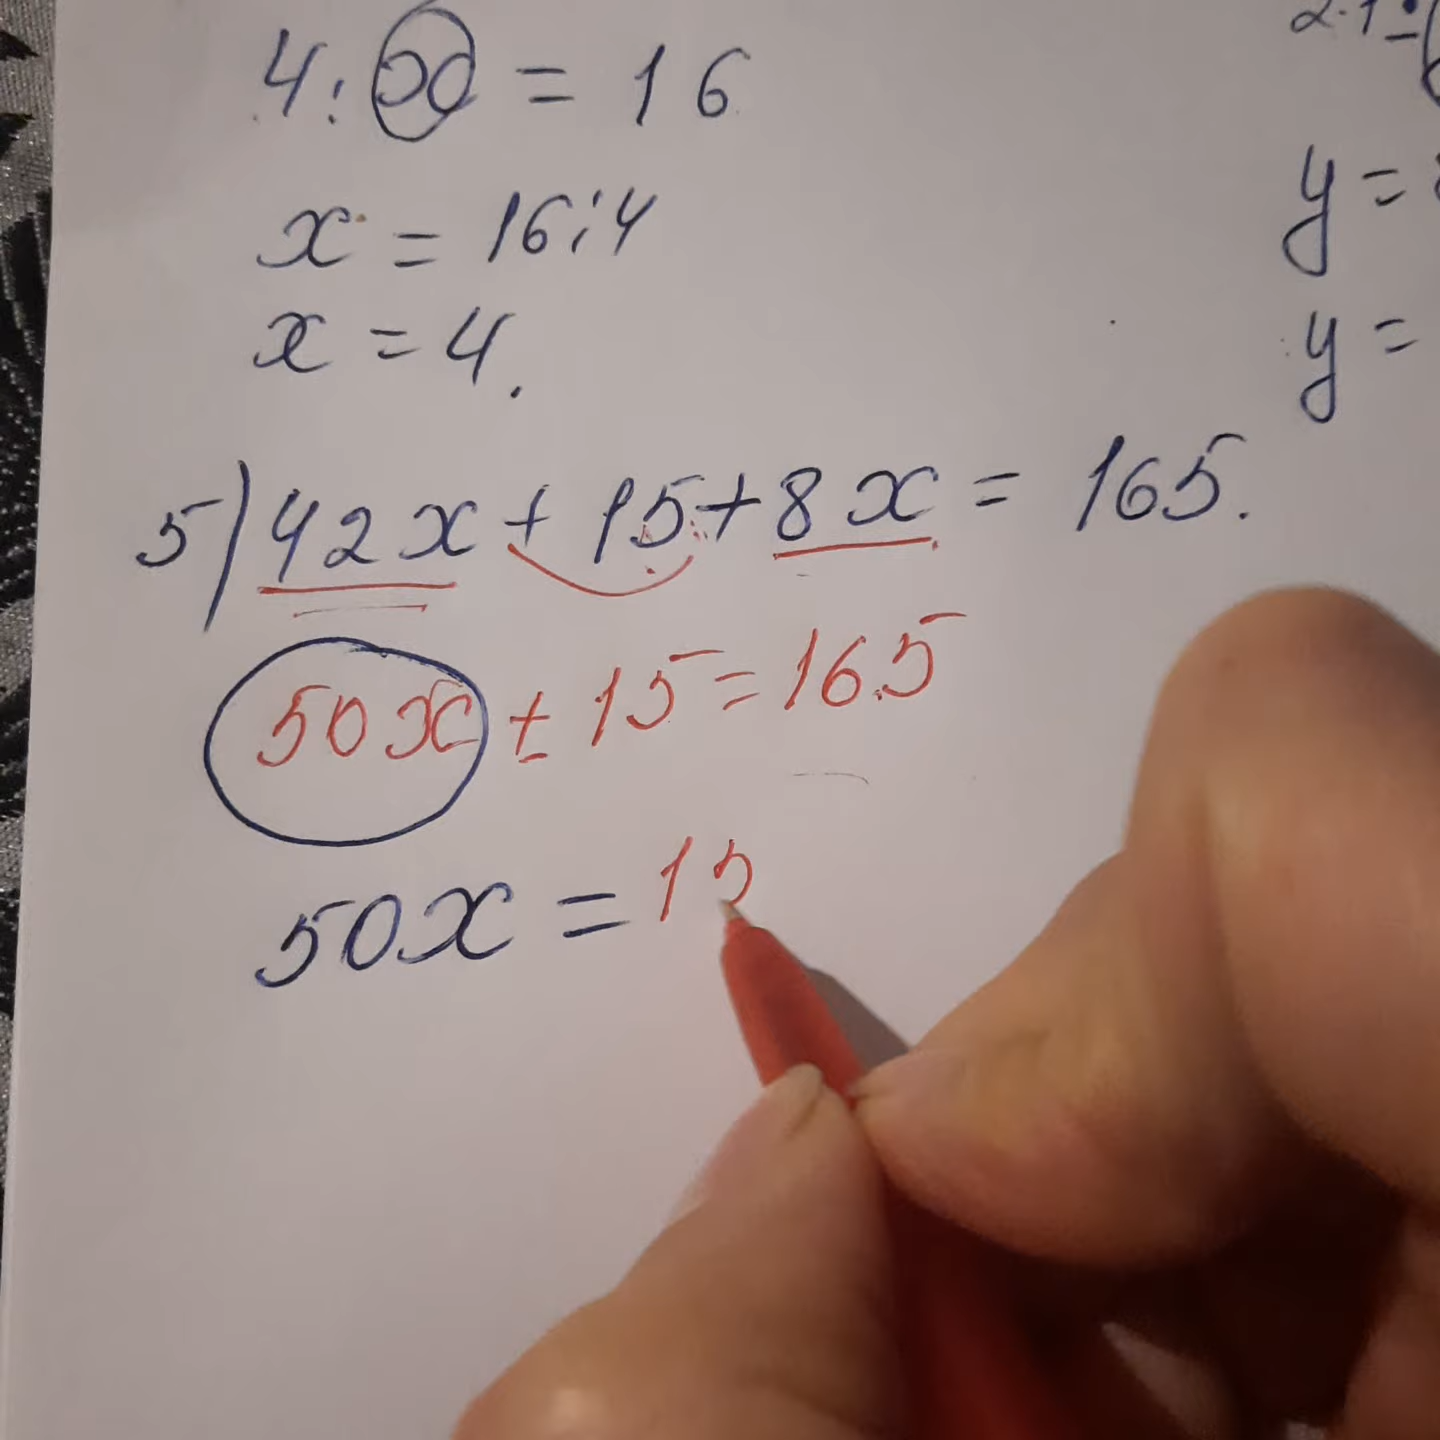 4 · x = 16
x = 16:4
x = 4.
5) 42x + 15 + 8x = 165.
50x + 15 = 165
50x = 15
y =
y =